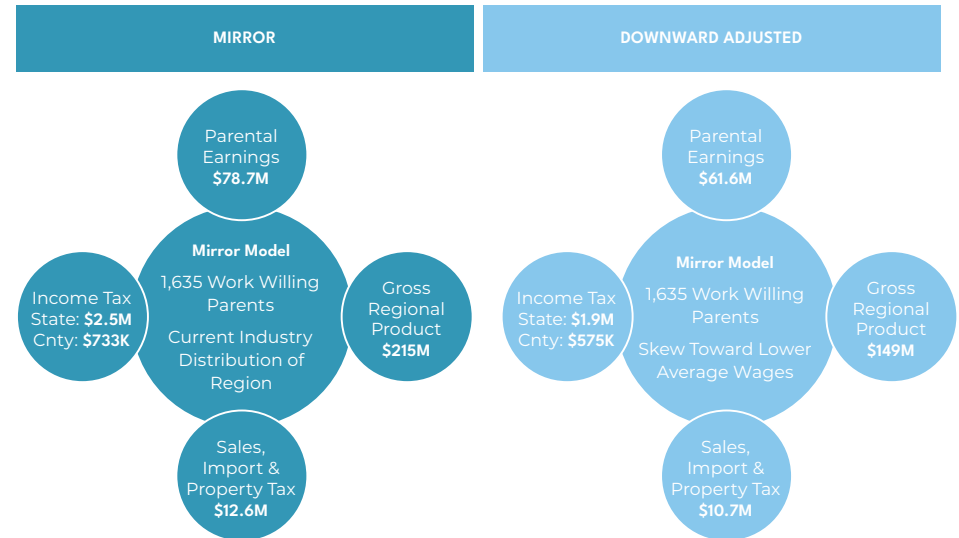 MIRROR
Parental
Earnings
$78.7M
Mirror Model
1,635 Work Willing
Parents
Current Industry
Distribution of
Region
Income Tax
State: $2.5M
Cnty: $733K
Gross
Regional
Product
$215M
Sales,
Import &
Property Tax
$12.6M
DOWNWARD ADJUSTED
Parental
Earnings
$61.6M
Mirror Model
1,635 Work Willing
Parents
Skew Toward Lower
Average Wages
Income Tax
State: $1.9M
Cnty: $575K
Gross
Regional
Product
$149M
Sales,
Import &
Property Tax
$10.7M